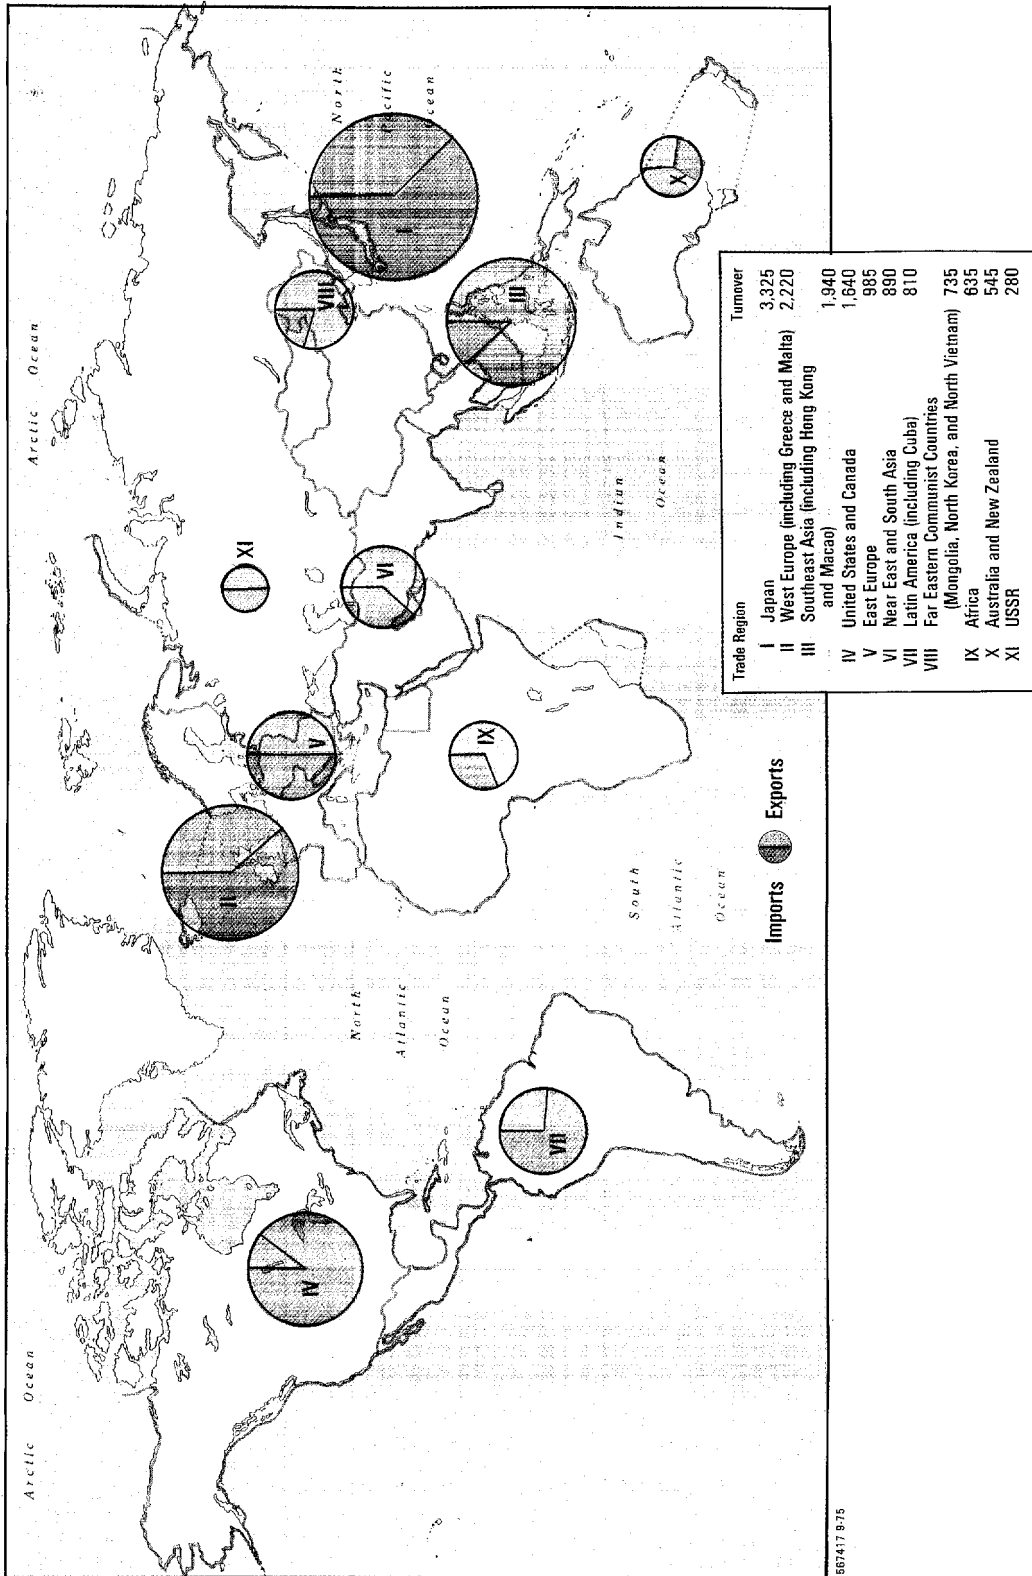 Arctic Ocean
Arctic Ocean
North
Pacific
Ocean
North
Atlantic
Ocean
South
Atlantic
Ocean
Indian
Ocean
I
II
III
IV
V
VI
VII
VIII
IX
X
XI
Imports Exports
Trade Region Turnover
I Japan 3,325
II West Europe (including Greece and Malta) 2,220
III Southeast Asia (including Hong Kong
and Macao) 1,940
IV United States and Canada 1,640
V East Europe 985
VI Near East and South Asia 890
VII Latin America (including Cuba) 810
VIII Far Eastern Communist Countries
(Mongolia, North Korea, and North Vietnam) 735
IX Africa 635
X Australia and New Zealand 545
XI USSR 280
567417 9-75